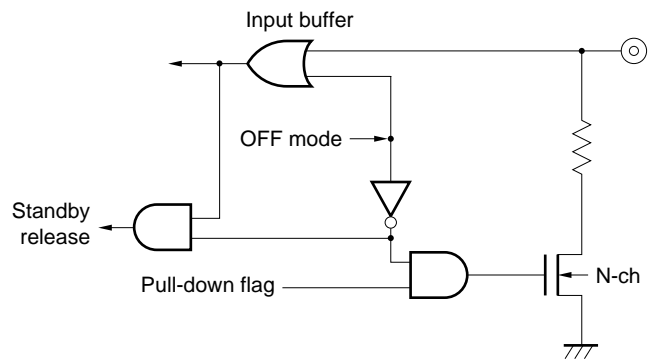 Input buffer
OFF mode
Standby
release
Pull-down flag
N-ch